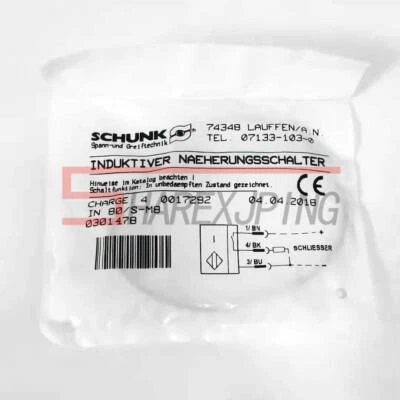 SCHUNK
Spann-und Greiftechnik
74348 LAUFFEN/A.N.
TEL. 07133-103-0
INDUKTIVER NAEHERUNGSSCHALTER
Hinweise im Katalog beachten !
Schaltfunktion: In unbedaempften Zustand gezeichnet.
CE
CHARGE 4 0017292 04.04.2018
IN 80/S-M8
0301478
1/BN +
4/BK SCHLIESSER
3/BU -
SHAREXJPING